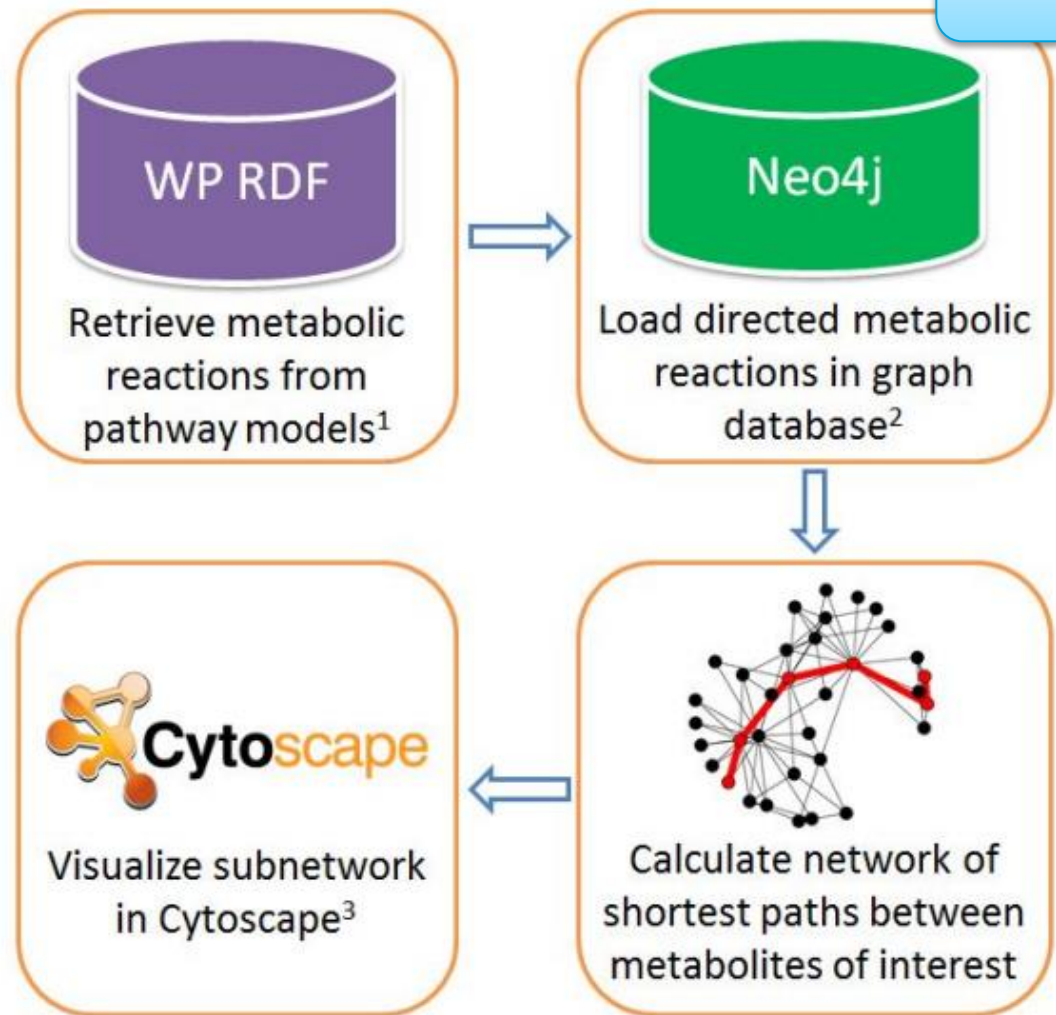 WP RDF
Retrieve metabolic
reactions from
pathway models¹
Neo4j
Load directed metabolic
reactions in graph
database²
Calculate network of
shortest paths between
metabolites of interest
Cytoscape
Visualize subnetwork
in Cytoscape³